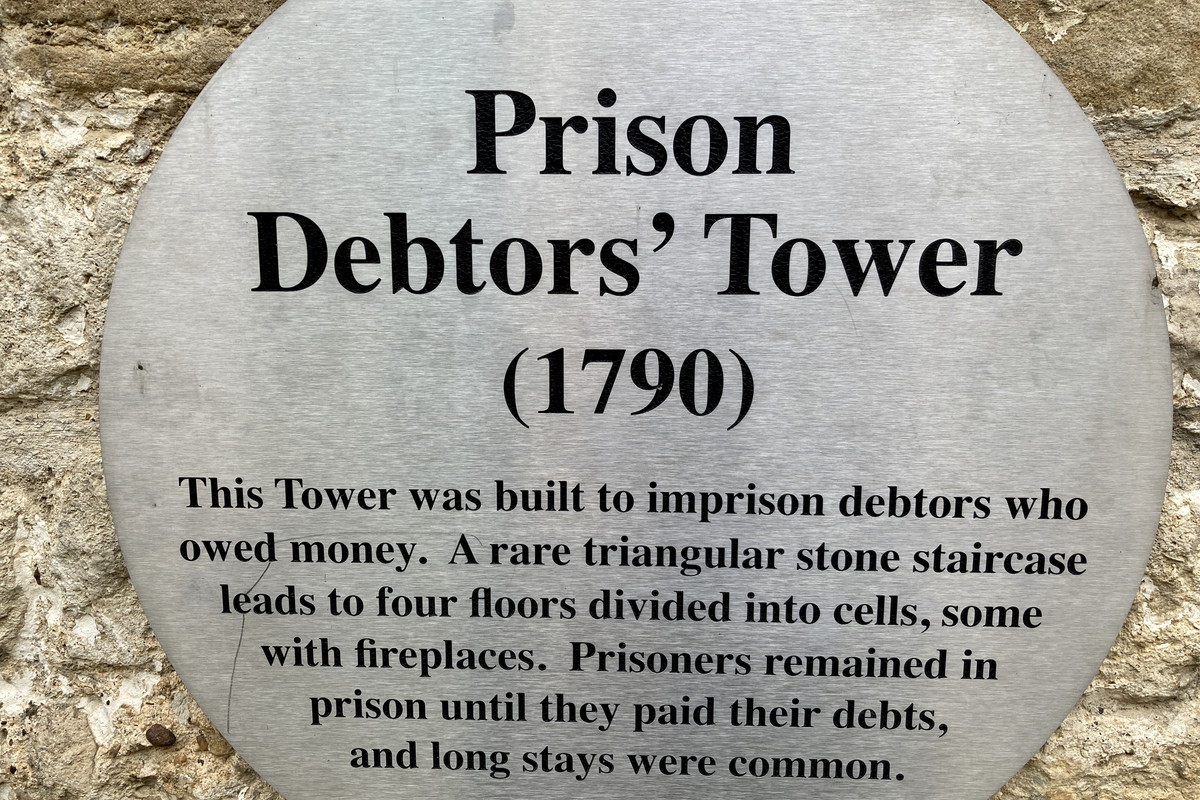 Prison
Debtors’ Tower
(1790)
This Tower was built to imprison debtors who
owed money.  A rare triangular stone staircase
leads to four floors divided into cells, some
with fireplaces.  Prisoners remained in
prison until they paid their debts,
and long stays were common.